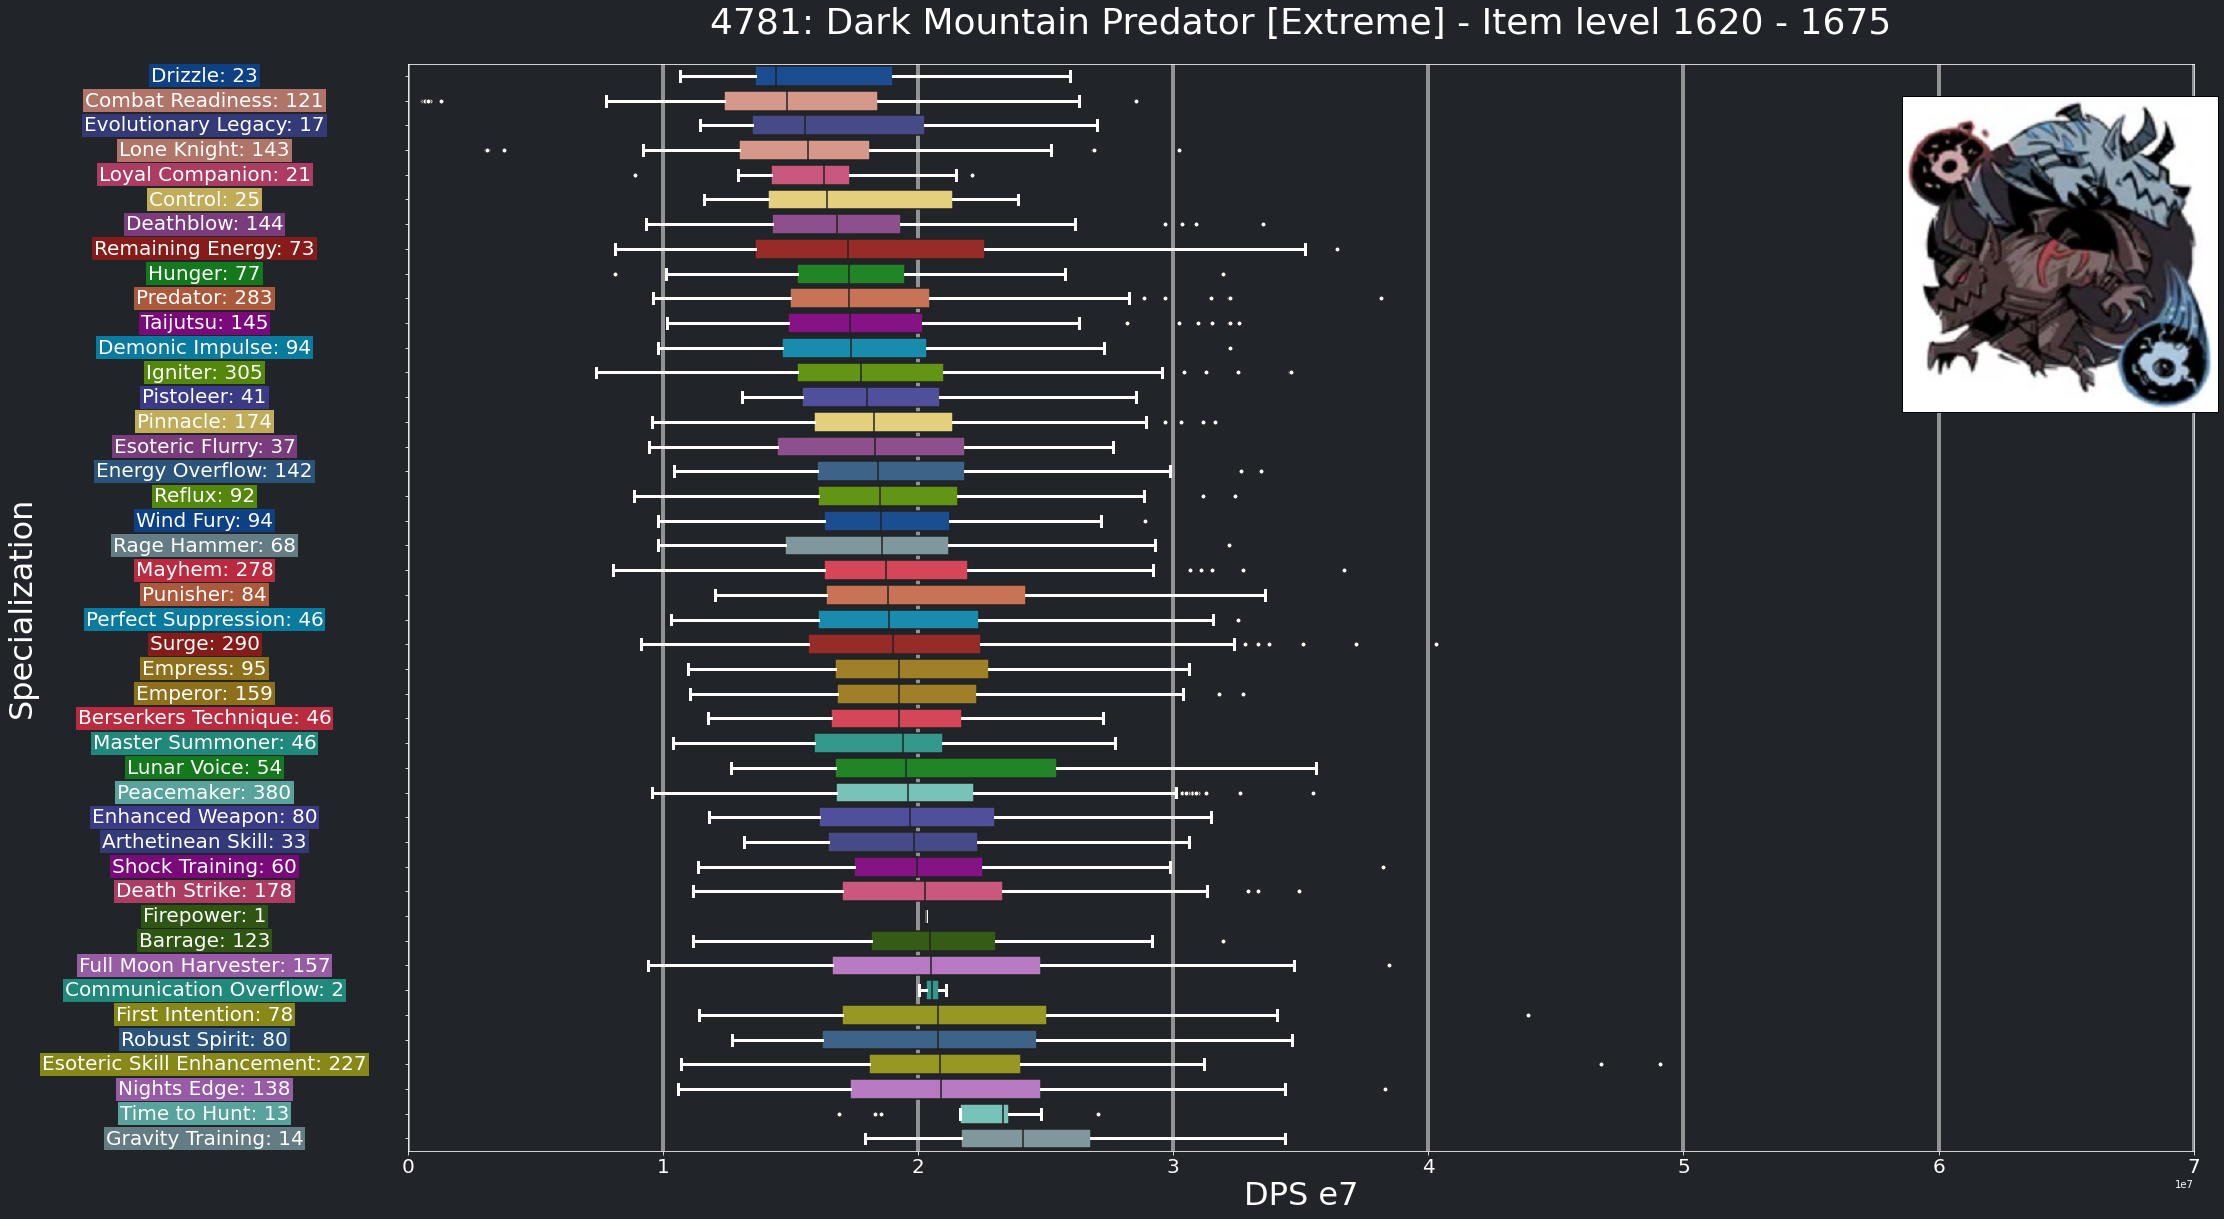 4781: Dark Mountain Predator [Extreme] - Item level 1620 - 1675
Drizzle: 23
Combat Readiness: 121
Evolutionary Legacy: 17
Lone Knight: 143
Loyal Companion: 21
Control: 25
Deathblow: 144
Remaining Energy: 73
Hunger: 77
Predator: 283
Taijutsu: 145
Demonic Impulse: 94
Igniter: 305
Pistoleer: 41
Pinnacle: 174
Esoteric Flurry: 37
Energy Overflow: 142
Reflux: 92
Wind Fury: 94
Rage Hammer: 68
Mayhem: 278
Punisher: 84
Perfect Suppression: 46
Surge: 290
Empress: 95
Emperor: 159
Berserkers Technique: 46
Master Summoner: 46
Lunar Voice: 54
Peacemaker: 380
Enhanced Weapon: 80
Arthetinean Skill: 33
Shock Training: 60
Death Strike: 178
Firepower: 1
Barrage: 123
Full Moon Harvester: 157
Communication Overflow: 2
First Intention: 78
Robust Spirit: 80
Esoteric Skill Enhancement: 227
Nights Edge: 138
Time to Hunt: 13
Gravity Training: 14
Specialization
0 1 2 3 4 5 6 7
DPS e7
1e7